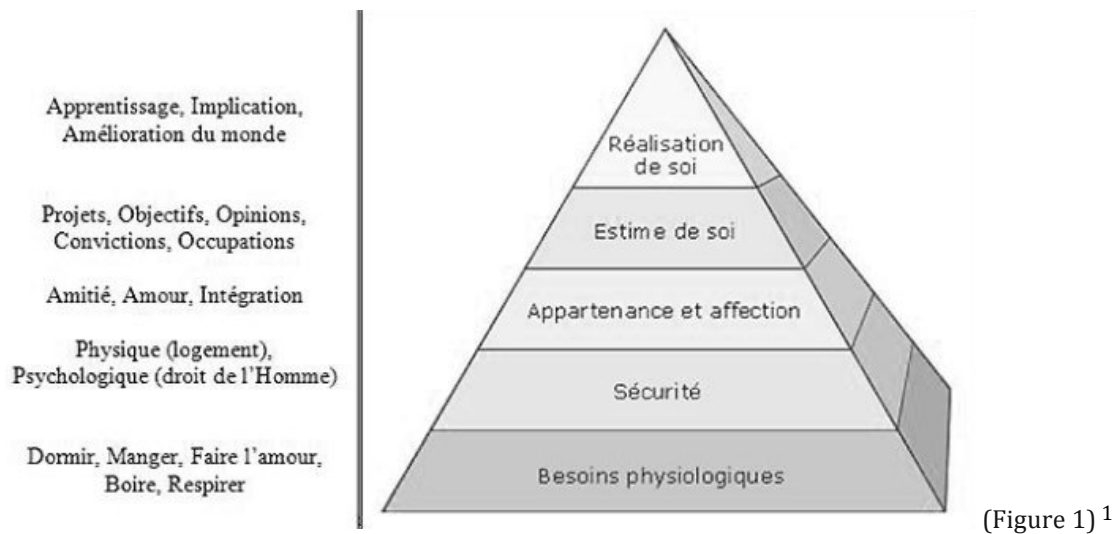 Apprentissage, Implication,
Amélioration du monde
Projets, Objectifs, Opinions,
Convictions, Occupations
Amitié, Amour, Intégration
Physique (logement),
Psychologique (droit de l'Homme)
Dormir, Manger, Faire l'amour,
Boire, Respirer
Réalisation
de soi
Estime de soi
Appartenance et affection
Sécurité
Besoins physiologiques
(Figure 1) 1